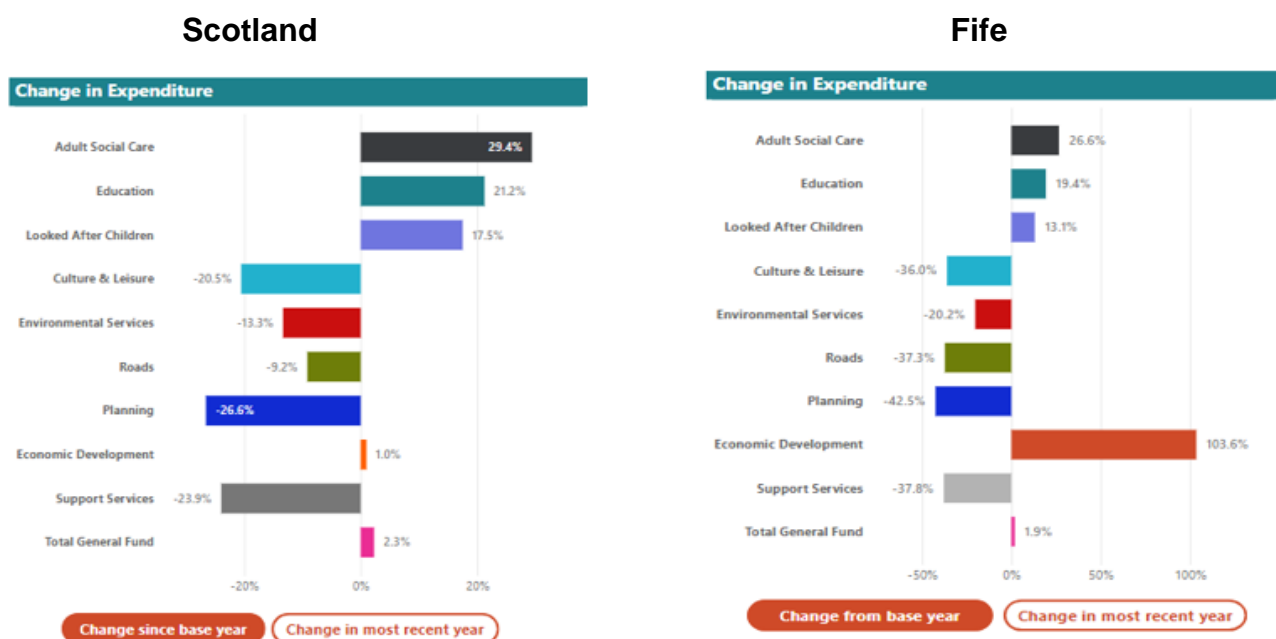 Scotland
Change in Expenditure
Adult Social Care 29.4%
Education 21.2%
Looked After Children 17.5%
Culture & Leisure -20.5%
Environmental Services -13.3%
Roads -9.2%
Planning -26.6%
Economic Development 1.0%
Support Services -23.9%
Total General Fund 2.3%
-20% 0% 20%
Change since base year Change in most recent year
Fife
Change in Expenditure
Adult Social Care 26.6%
Education 19.4%
Looked After Children 13.1%
Culture & Leisure -36.0%
Environmental Services -20.2%
Roads -37.3%
Planning -42.5%
Economic Development 103.6%
Support Services -37.8%
Total General Fund 1.9%
-50% 0% 50% 100%
Change from base year Change in most recent year